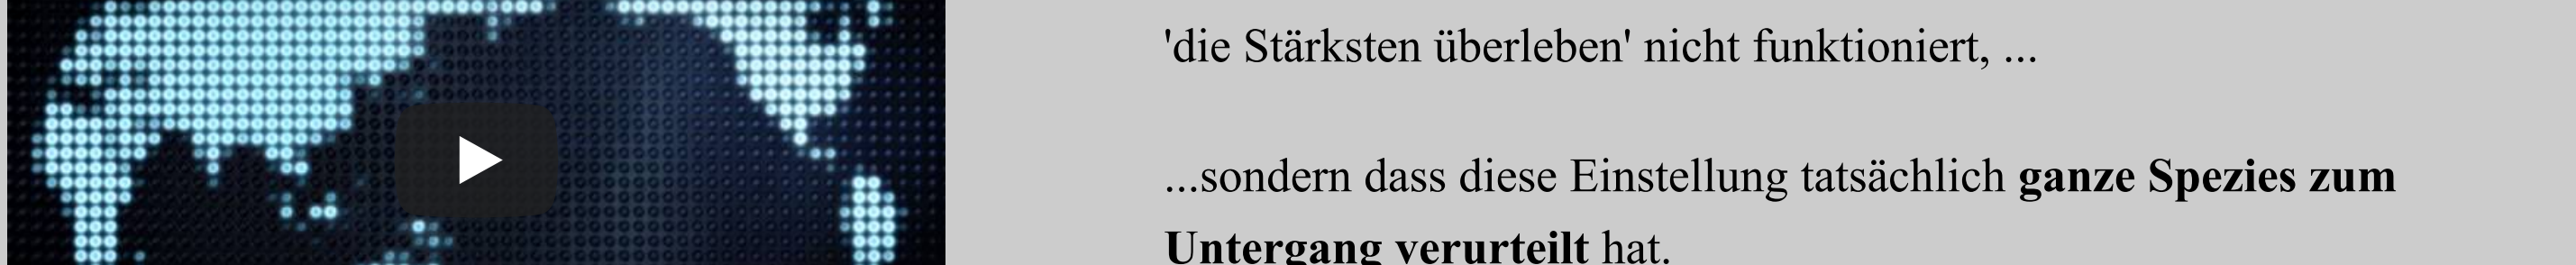 'die Stärksten überleben' nicht funktioniert, ...
...sondern dass diese Einstellung tatsächlich ganze Spezies zum
Untergang verurteilt hat.